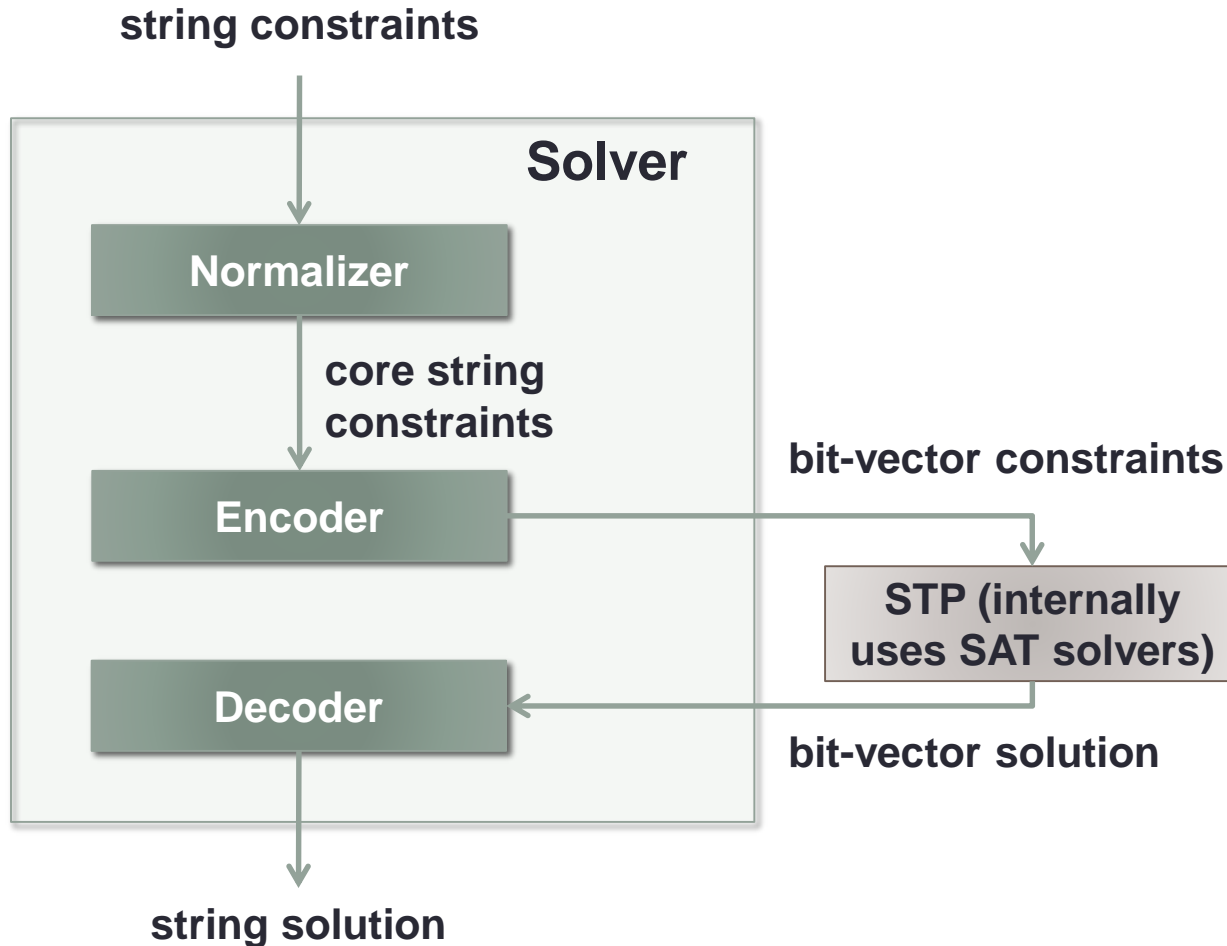 string constraints
Solver
Normalizer
core string
constraints
Encoder
bit-vector constraints
STP (internally
uses SAT solvers)
Decoder
bit-vector solution
string solution